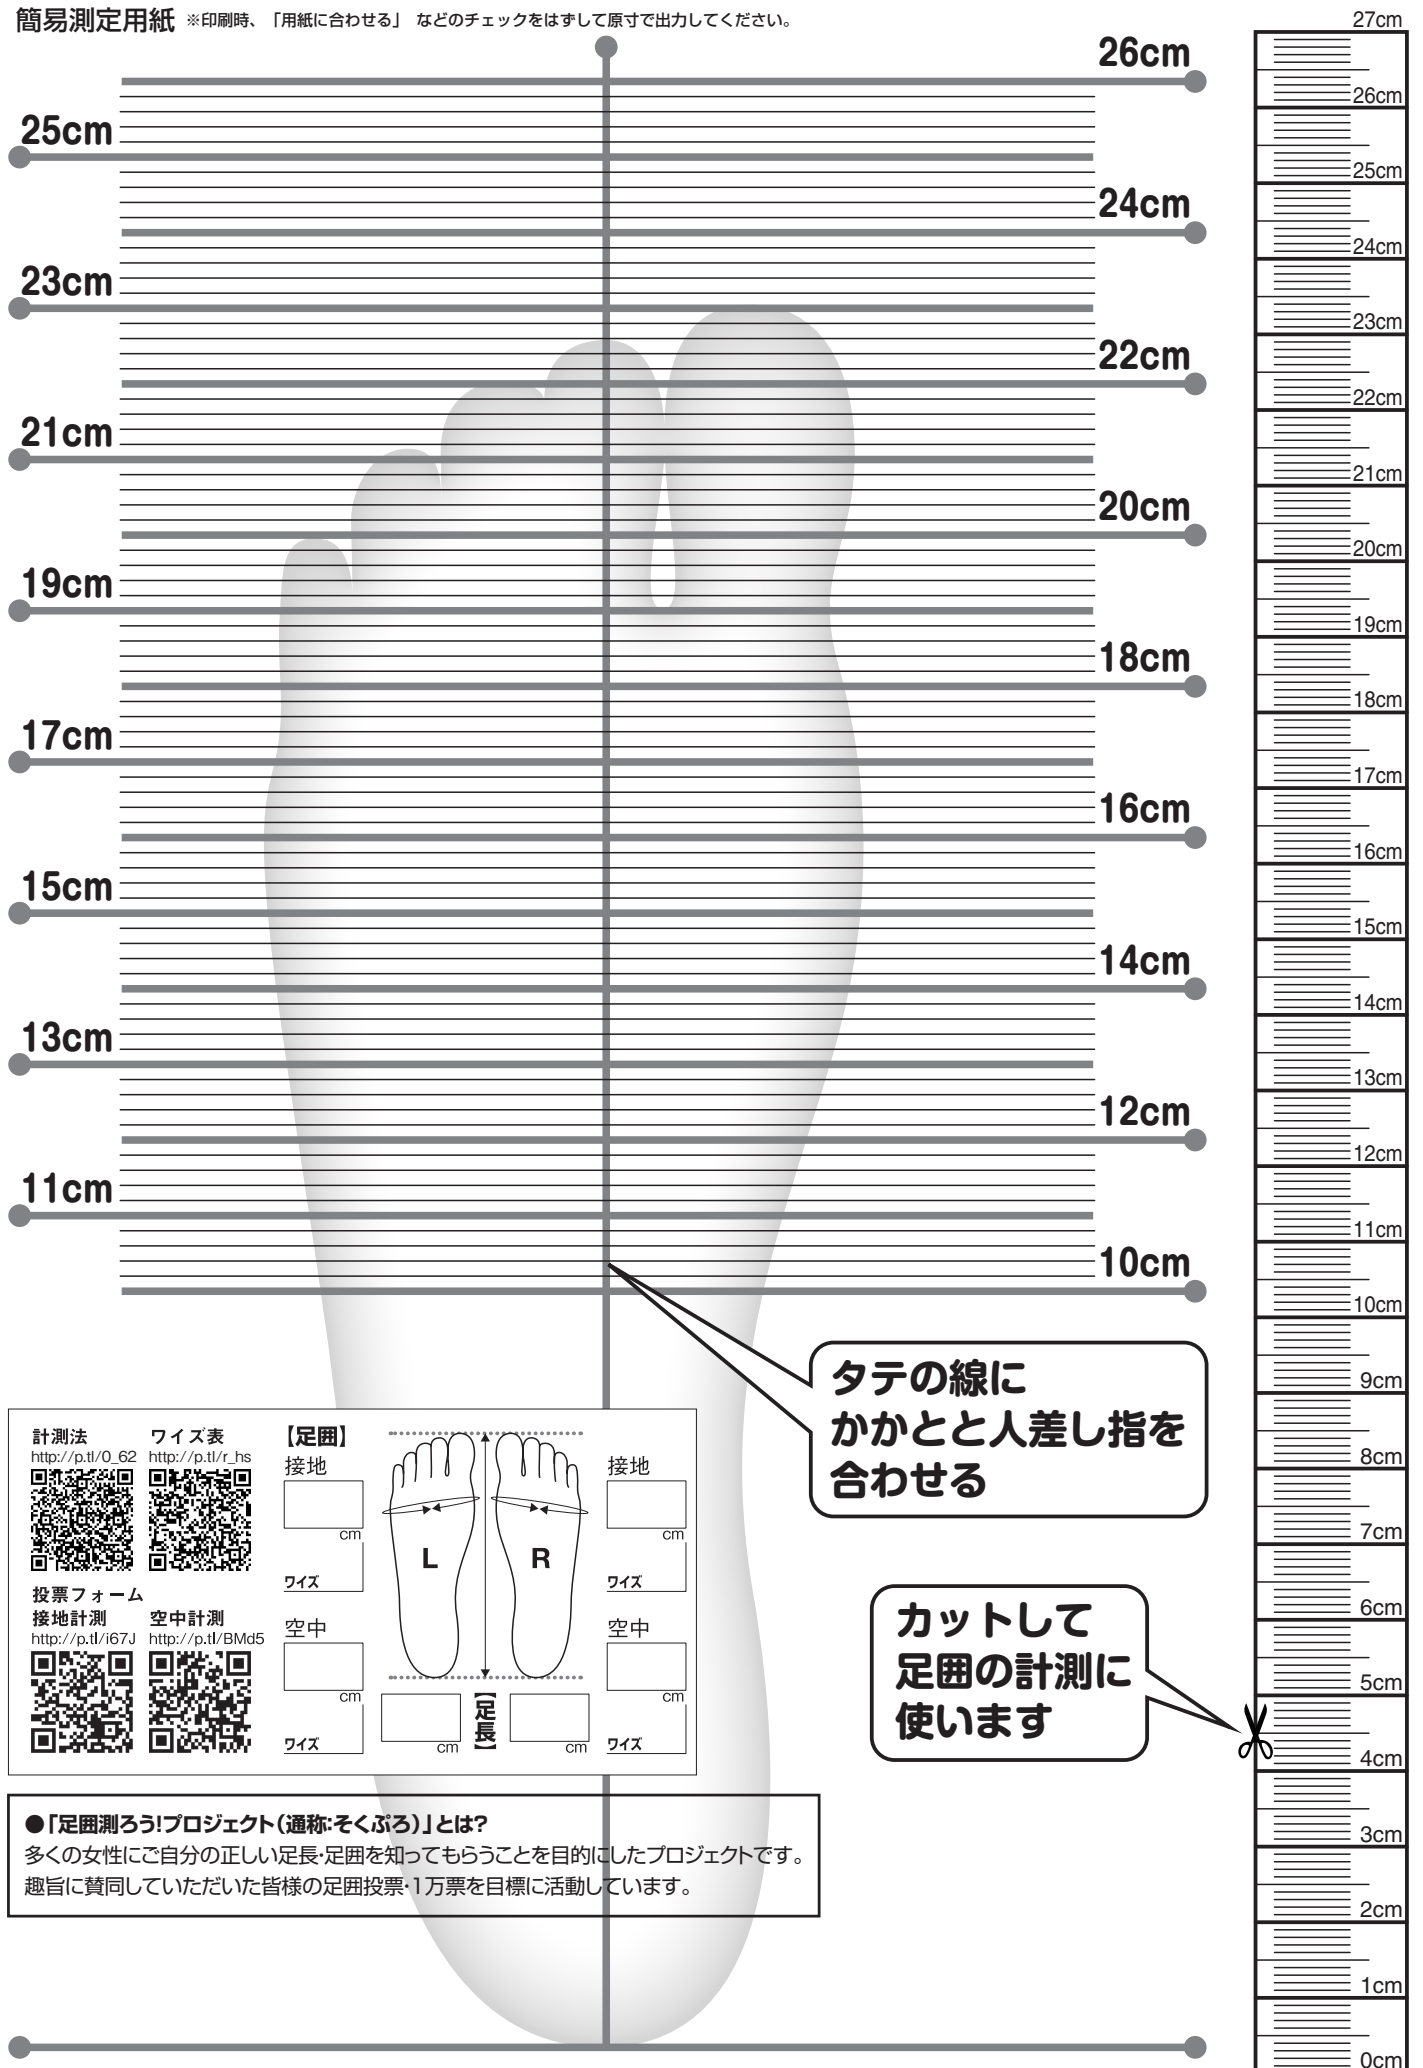 簡易測定用紙 ※印刷時、「用紙に合わせる」 などのチェックをはずして原寸で出力してください。
26cm
25cm
24cm
23cm
22cm
21cm
20cm
19cm
18cm
17cm
16cm
15cm
14cm
13cm
12cm
11cm
10cm
タテの線に
かかとと人差し指を
合わせる
計測法
http://p.tl/0_62
ワイズ表
http://p.tl/r_hs
投票フォーム
接地計測
http://p.tl/i67J
空中計測
http://p.tl/BMd5
【足囲】
接地
cm
ワイズ
空中
cm
ワイズ
L
R
cm
【足長】
cm
接地
cm
ワイズ
空中
cm
ワイズ
カットして
足囲の計測に
使います
●「足囲測ろう!プロジェクト(通称:そくぷろ)」とは?
多くの女性にご自分の正しい足長・足囲を知ってもらうことを目的にしたプロジェクトです。
趣旨に賛同していただいた皆様の足囲投票・1万票を目標に活動しています。
27cm
26cm
25cm
24cm
23cm
22cm
21cm
20cm
19cm
18cm
17cm
16cm
15cm
14cm
13cm
12cm
11cm
10cm
9cm
8cm
7cm
6cm
5cm
4cm
3cm
2cm
1cm
0cm